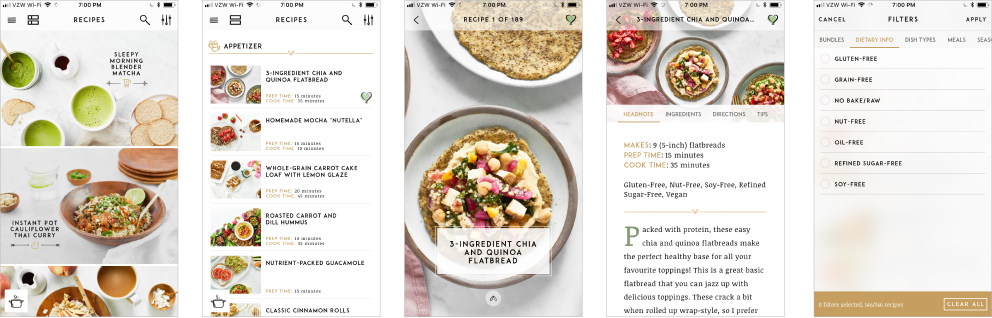 VZW Wi-Fi 7:00 PM
RECIPES
SLEEPY
MORNING
BLENDER
MATCHA
INSTANT POT
CAULIFLOWER
THAI CURRY
VZW Wi-Fi 7:00 PM
RECIPES
APPETIZER
3-INGREDIENT CHIA AND
QUINOA FLATBREAD
PREP TIME: 15 minutes
COOK TIME: 35 minutes
HOMEMADE MOCHA "NUTELLA"
PREP TIME: 10 minutes
COOK TIME: 15 minutes
WHOLE-GRAIN CARROT CAKE
LOAF WITH LEMON GLAZE
PREP TIME: 20 minutes
COOK TIME: 45 minutes
ROASTED CARROT AND
DILL HUMMUS
PREP TIME: 10 minutes
COOK TIME: 35 minutes
NUTRIENT-PACKED GUACAMOLE
PREP TIME: 15 minutes
CLASSIC CINNAMON ROLLS
VZW Wi-Fi 7:00 PM
RECIPE 1 OF 189
3-INGREDIENT CHIA
AND QUINOA
FLATBREAD
VZW Wi-Fi 7:00 PM
3-INGREDIENT CHIA AND QUINOA...
HEADNOTE INGREDIENTS DIRECTIONS TIPS
MAKES: 9 (5-inch) flatbreads
PREP TIME: 15 minutes
COOK TIME: 35 minutes
Gluten-Free, Nut-Free, Soy-Free, Refined
Sugar-Free, Vegan
Packed with protein, these easy
chia and quinoa flatbreads make
the perfect healthy base for all your
favourite toppings! This is a great basic
flatbread that you can jazz up with
delicious toppings. These crack a bit
when rolled up wrap-style, so I prefer
VZW Wi-Fi 7:00 PM
CANCEL FILTERS APPLY
BUNDLES DIETARY INFO DISH TYPES MEALS SEAS
GLUTEN-FREE
GRAIN-FREE
NO BAKE/RAW
NUT-FREE
OIL-FREE
REFINED SUGAR-FREE
SOY-FREE
0 filters selected, 166/166 recipes CLEAR ALL